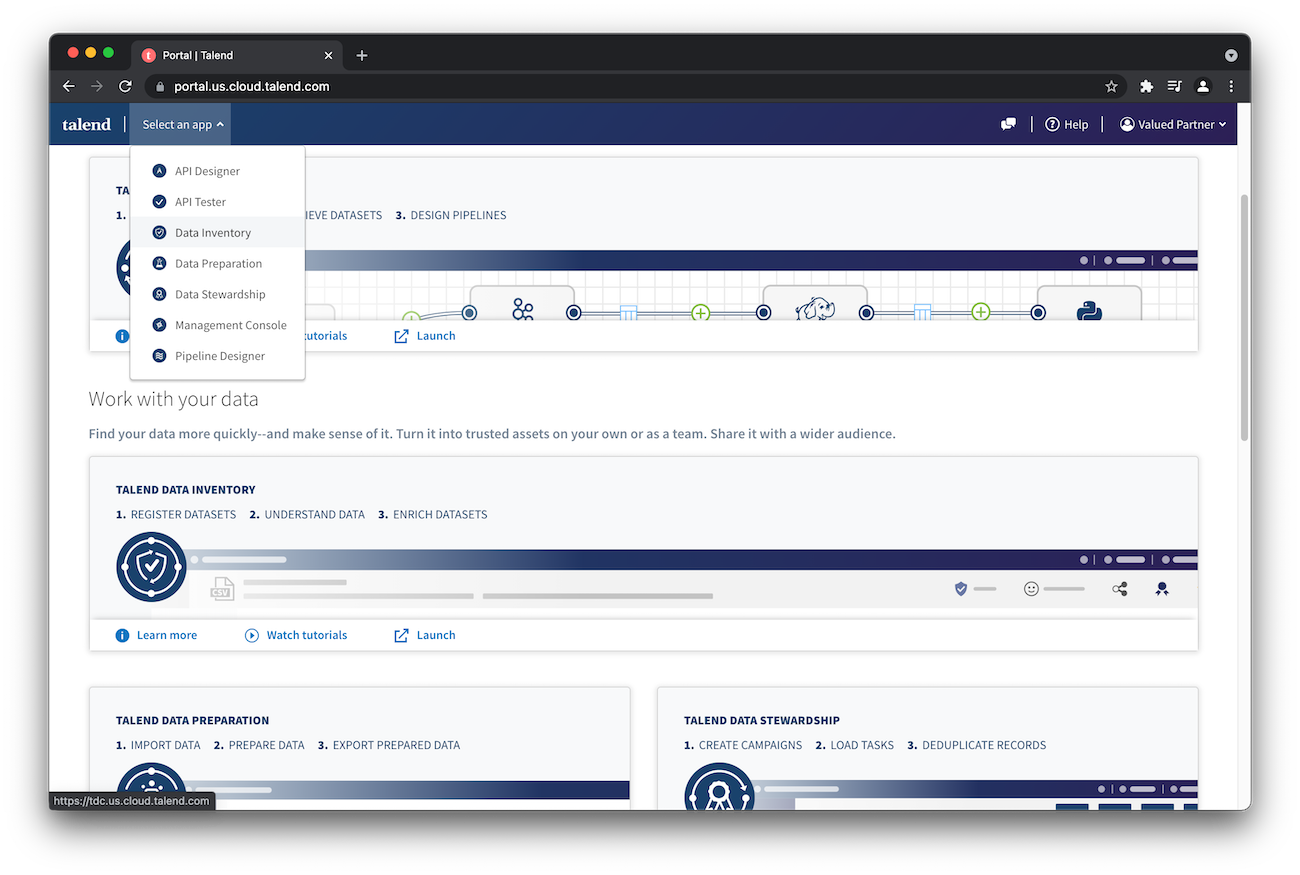 Portal | Talend
portal.us.cloud.talend.com
talend | Select an app
Help
Valued Partner
API Designer
API Tester
Data Inventory
Data Preparation
Data Stewardship
Management Console
Pipeline Designer
TA
1. IEVE DATASETS 3. DESIGN PIPELINES
utorials Launch
Work with your data
Find your data more quickly--and make sense of it. Turn it into trusted assets on your own or as a team. Share it with a wider audience.
TALEND DATA INVENTORY
1. REGISTER DATASETS 2. UNDERSTAND DATA 3. ENRICH DATASETS
CSV
Learn more Watch tutorials Launch
TALEND DATA PREPARATION
1. IMPORT DATA 2. PREPARE DATA 3. EXPORT PREPARED DATA
TALEND DATA STEWARDSHIP
1. CREATE CAMPAIGNS 2. LOAD TASKS 3. DEDUPLICATE RECORDS
https://tdc.us.cloud.talend.com